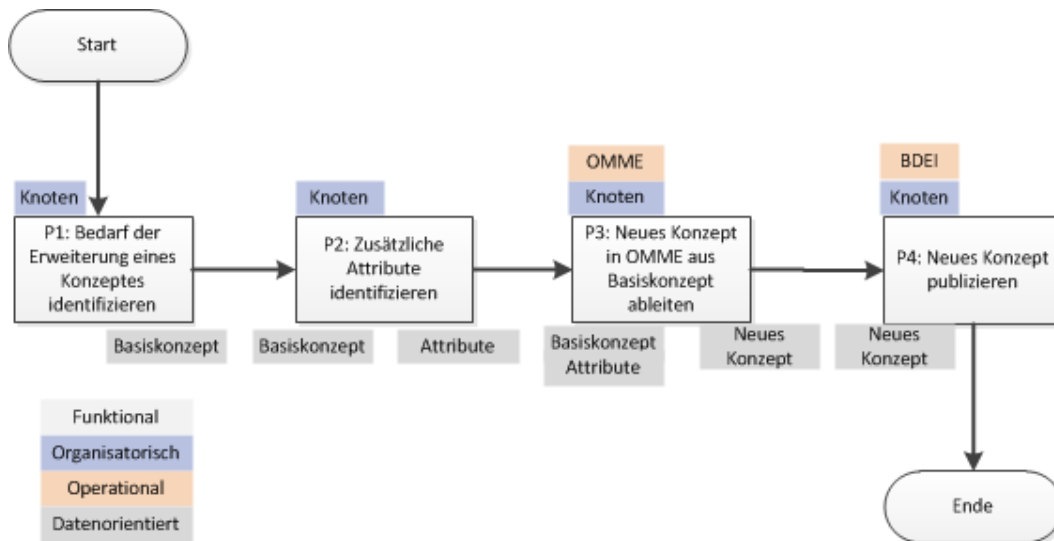 Start
Knoten
P1: Bedarf der
Erweiterung eines
Konzeptes
identifizieren
Basiskonzept
Knoten
P2: Zusätzliche
Attribute
identifizieren
Basiskonzept
Attribute
OMME
Knoten
P3: Neues Konzept
in OMME aus
Basiskonzept
ableiten
Basiskonzept
Attribute
Neues
Konzept
BDEI
Knoten
P4: Neues Konzept
publizieren
Neues
Konzept
Funktional
Organisatorisch
Operational
Datenorientiert
Ende